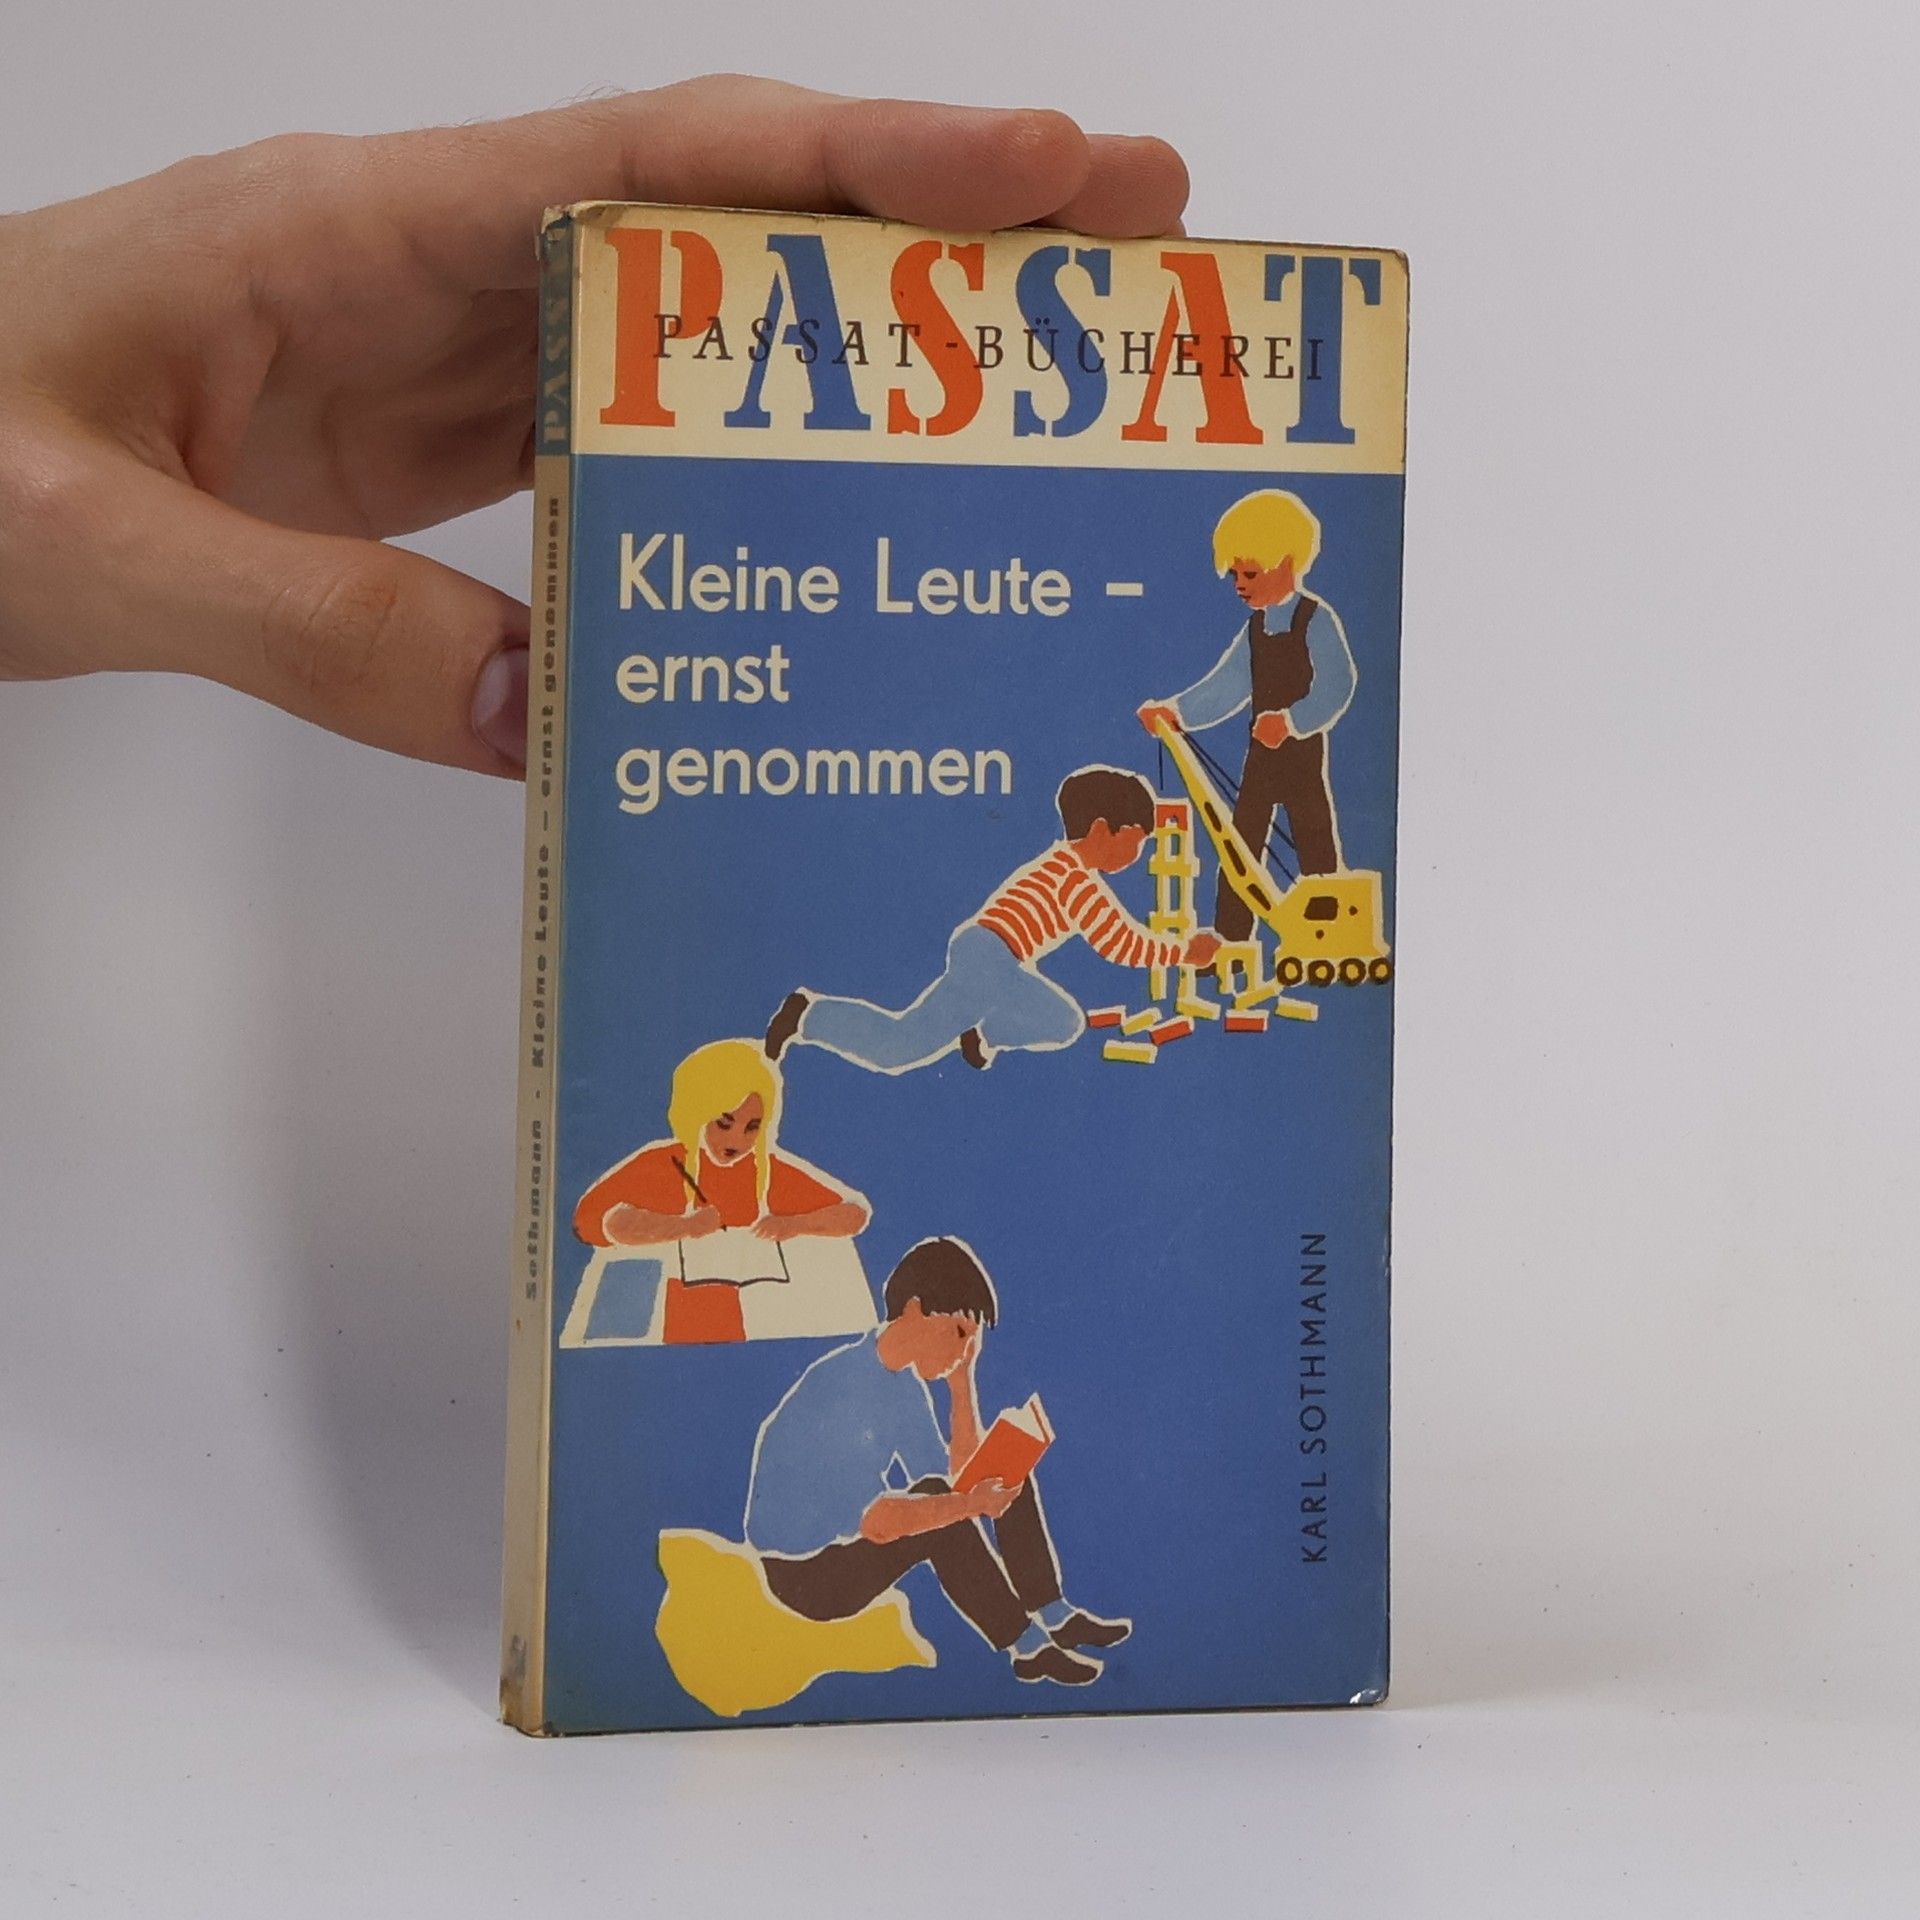 PASSAT
PASSAT-BÜCHEREI
Kleine Leute –
ernst
genommen
KARL SOTHMANN
PASSAT
Sothmann · Kleine Leute – ernst genommen